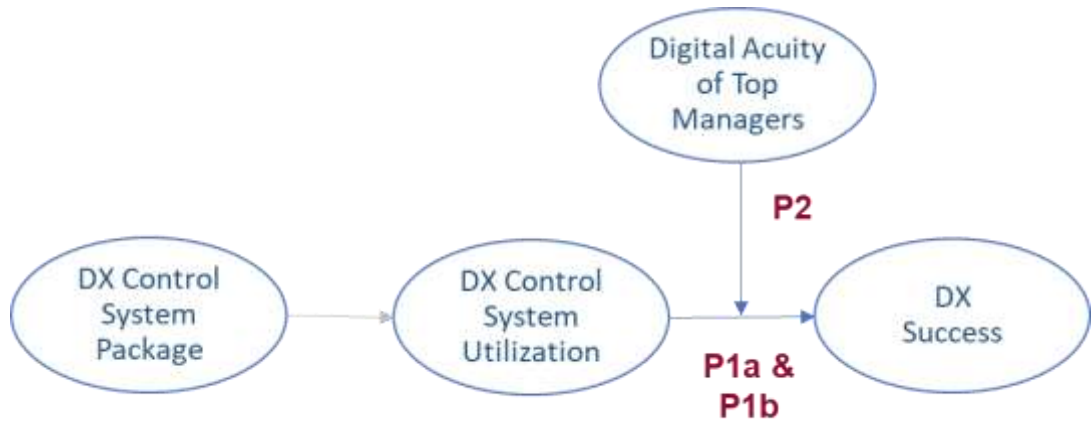 Digital Acuity
of Top
Managers
P2
DX Control
System
Package
DX Control
System
Utilization
DX
Success
P1a &
P1b